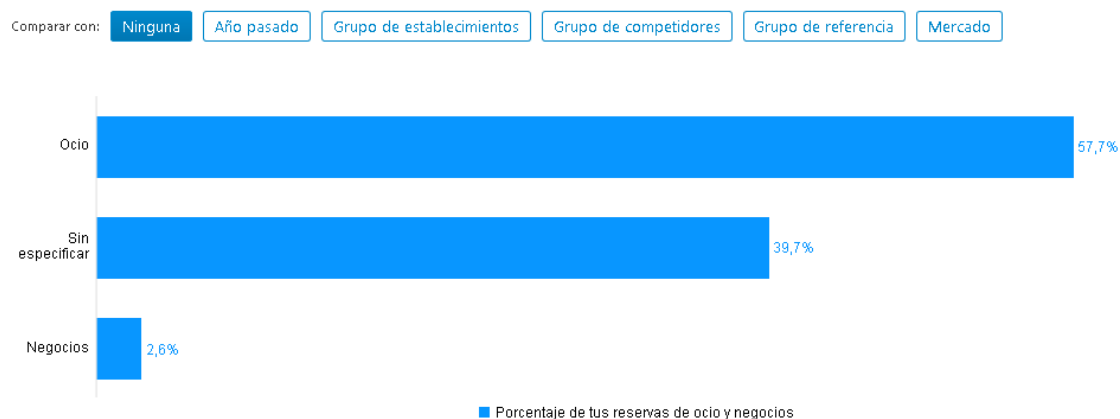 Comparar con: Ninguna Año pasado Grupo de establecimientos Grupo de competidores Grupo de referencia Mercado
Ocio 57,7%
Sin
especificar 39,7%
Negocios 2,6%
Porcentaje de tus reservas de ocio y negocios